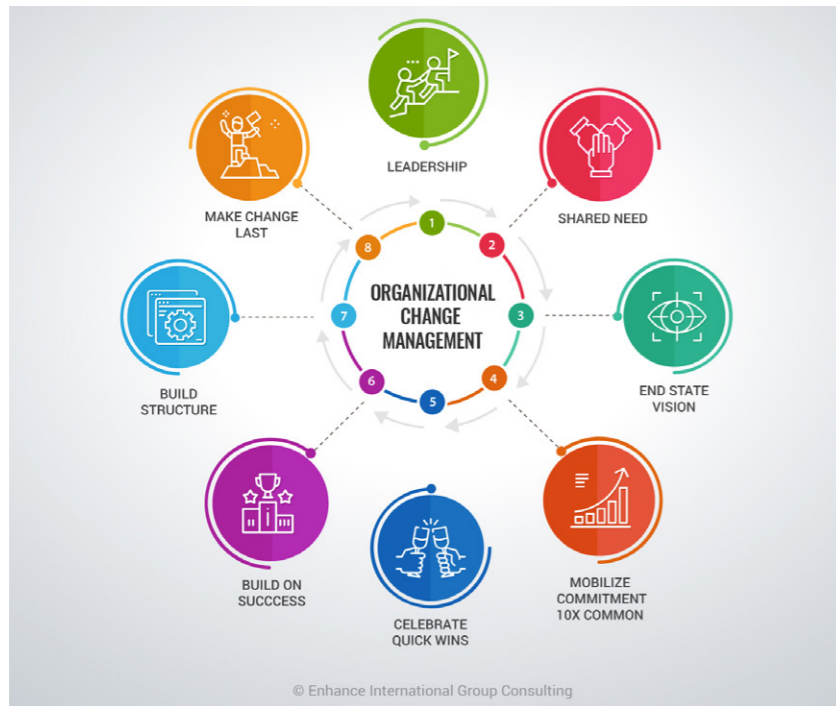 LEADERSHIP
SHARED NEED
END STATE
VISION
MOBILIZE
COMMITMENT
10X COMMON
CELEBRATE
QUICK WINS
BUILD ON
SUCCCESS
BUILD
STRUCTURE
MAKE CHANGE
LAST
1
2
3
4
5
6
7
8
ORGANIZATIONAL
CHANGE
MANAGEMENT
© Enhance International Group Consulting